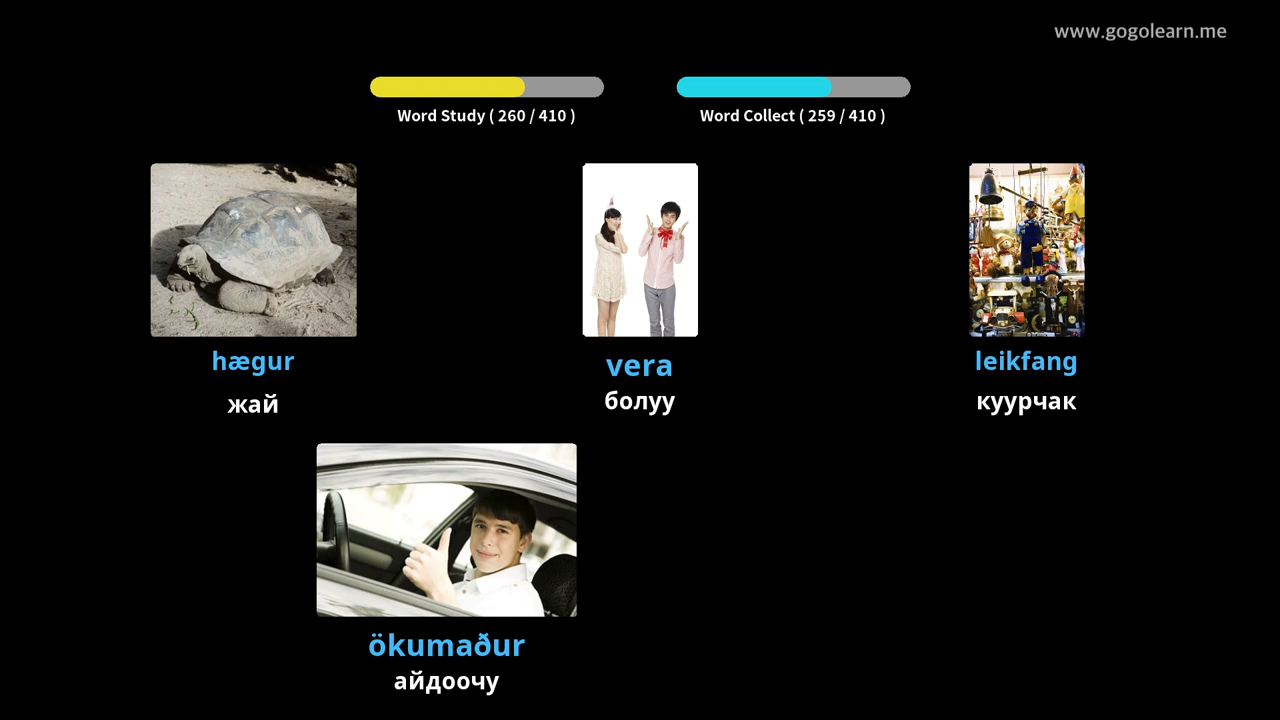 www.gogolearn.me
Word Study ( 260 / 410 )
Word Collect ( 259 / 410 )
hægur
жай
vera
болуу
leikfang
куурчак
ökumaður
айдоочу